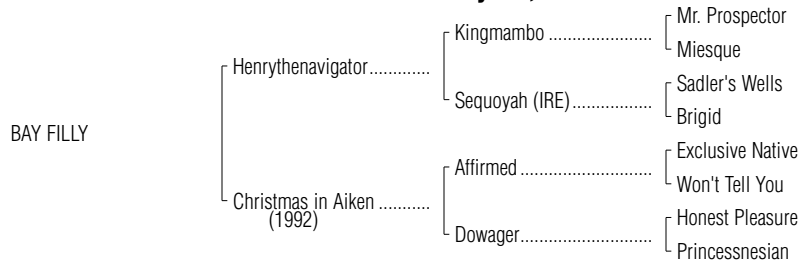 Mr. Prospector
Kingmambo ....................
Miesque
Henrythenavigator.............
Sadler's Wells
Sequoyah (IRE)................
Brigid
BAY FILLY
Exclusive Native
Affirmed ..........................
Won't Tell You
Christmas in Aiken ...........
(1992)
Honest Pleasure
Dowager..........................
Princessnesian